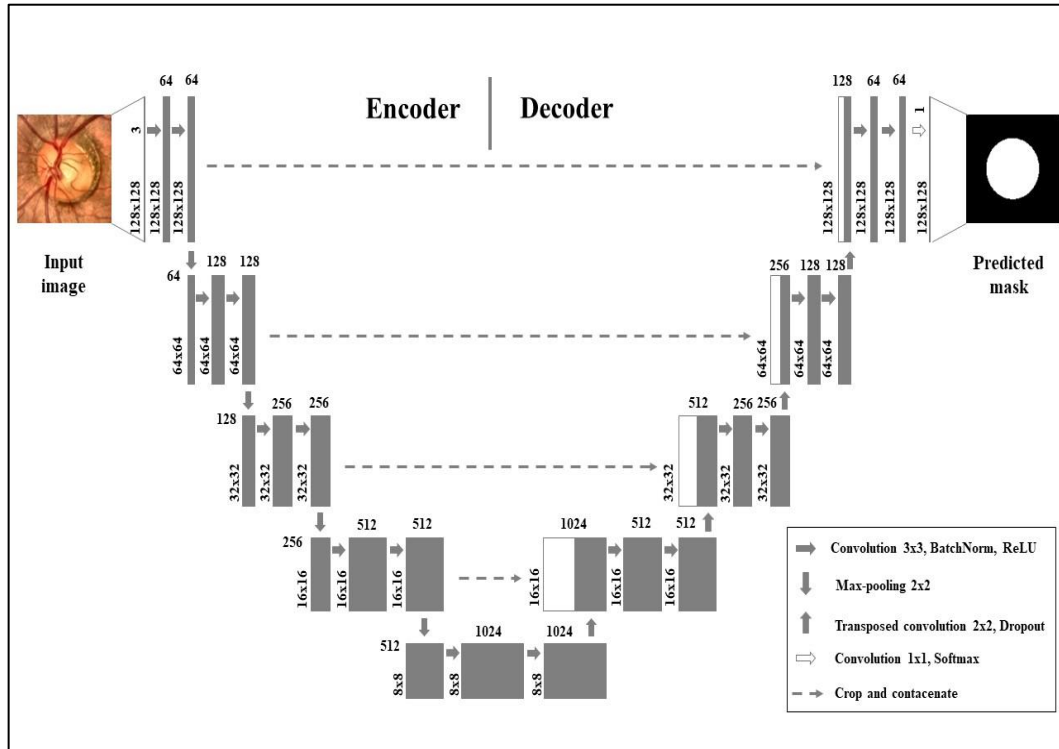 64 64
3
128x128 128x128 128x128
Encoder Decoder
128 64 64
1
128x128 128x128 128x128 128x128
Input
image
Predicted
mask
64 128 128
64x64 64x64 64x64
256 128 128
64x64 64x64 64x64
128 256 256
32x32 32x32 32x32
512 256 256
32x32 32x32 32x32
256 512 512
16x16 16x16 16x16
1024 512 512
16x16 16x16 16x16
512 1024 1024
8x8 8x8 8x8
Convolution 3x3, BatchNorm, ReLU
Max-pooling 2x2
Transposed convolution 2x2, Dropout
Convolution 1x1, Softmax
Crop and contacenate